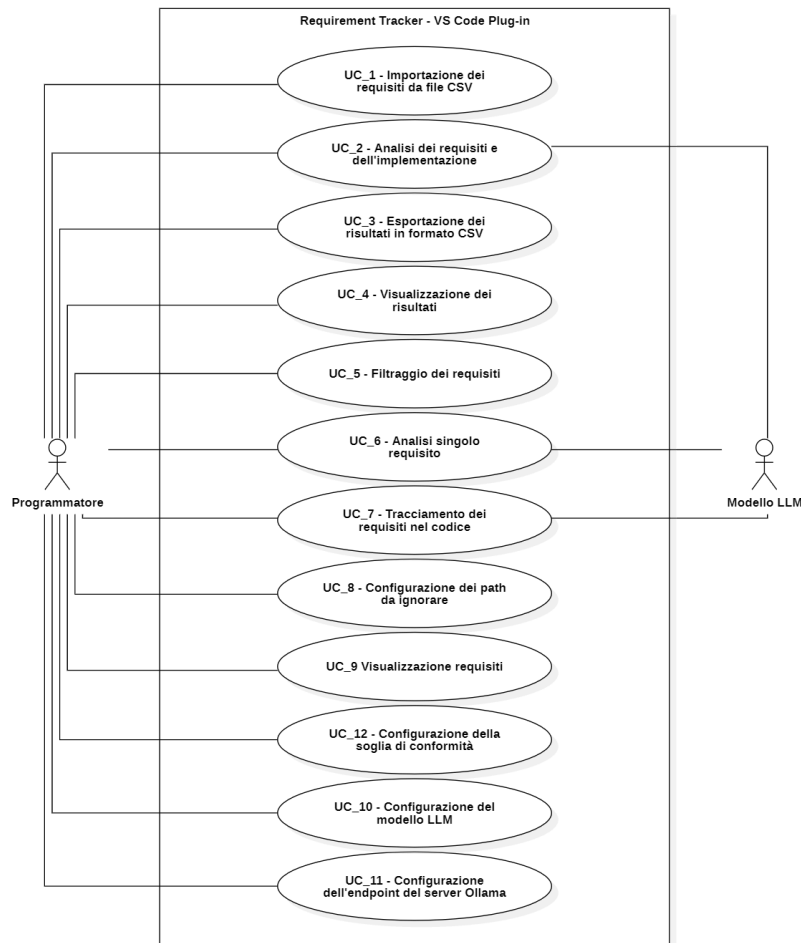 Requirement Tracker - VS Code Plug-in
UC_1 - Importazione dei
requisiti da file CSV
UC_2 - Analisi dei requisiti e
dell'implementazione
UC_3 - Esportazione dei
risultati in formato CSV
UC_4 - Visualizzazione dei
risultati
UC_5 - Filtraggio dei requisiti
UC_6 - Analisi singolo
requisito
Programmatore
Modello LLM
UC_7 - Tracciamento dei
requisiti nel codice
UC_8 - Configurazione dei path
da ignorare
UC_9 Visualizzazione requisiti
UC_12 - Configurazione della
soglia di conformità
UC_10 - Configurazione del
modello LLM
UC_11 - Configurazione
dell'endpoint del server Ollama